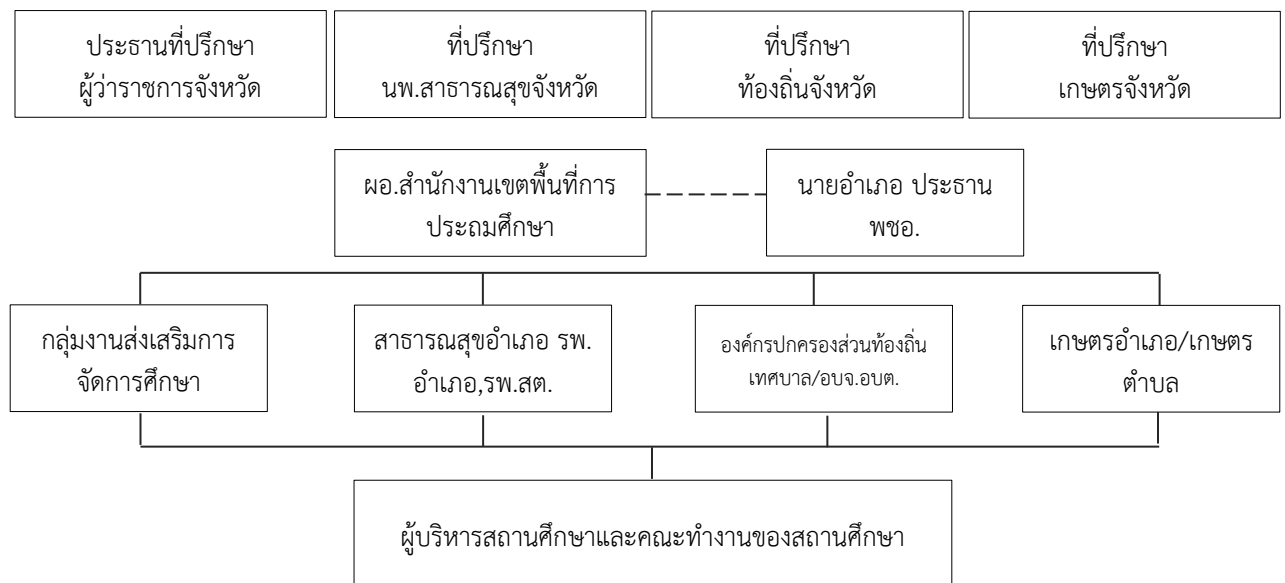 ประธานที่ปรึกษา
ผู้ว่าราชการจังหวัด
ที่ปรึกษา
นพ.สาธารณสุขจังหวัด
ที่ปรึกษา
ท้องถิ่นจังหวัด
ที่ปรึกษา
เกษตรจังหวัด
ผอ.สำนักงานเขตพื้นที่การ
ประถมศึกษา
นายอำเภอ ประธาน
พชอ.
กลุ่มงานส่งเสริมการ
จัดการศึกษา
สาธารณสุขอำเภอ รพ.
อำเภอ,รพ.สต.
องค์กรปกครองส่วนท้องถิ่น
เทศบาล/อบจ.อบต.
เกษตรอำเภอ/เกษตร
ตำบล
ผู้บริหารสถานศึกษาและคณะทำงานของสถานศึกษา